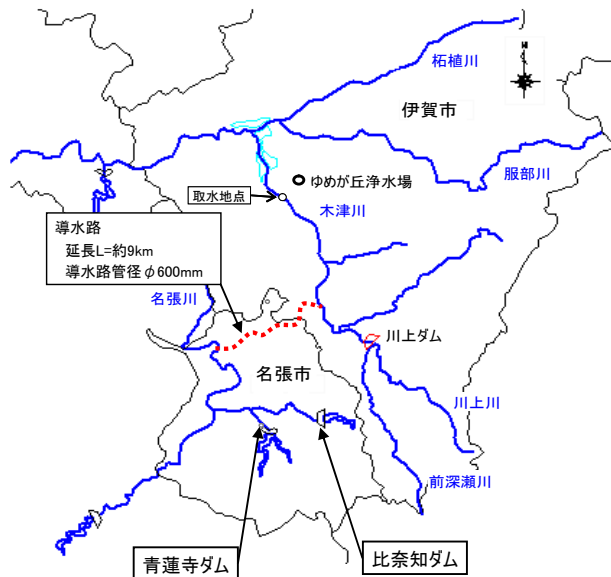 柘植川
伊賀市
服部川
ゆめが丘浄水場
取水地点
木津川
導水路
延長L=約9km
導水路管径φ600mm
名張川
川上ダム
名張市
川上川
前深瀬川
青蓮寺ダム
比奈知ダム